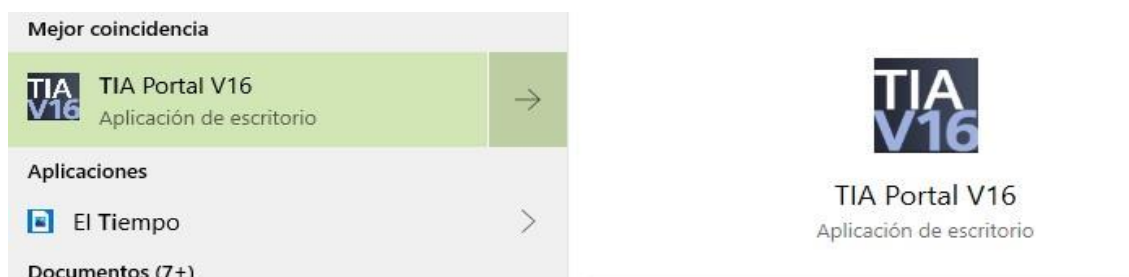 Mejor coincidencia
TIA
V16
TIA Portal V16
Aplicación de escritorio
Aplicaciones
El Tiempo
Documentos (7+)
TIA
V16
TIA Portal V16
Aplicación de escritorio